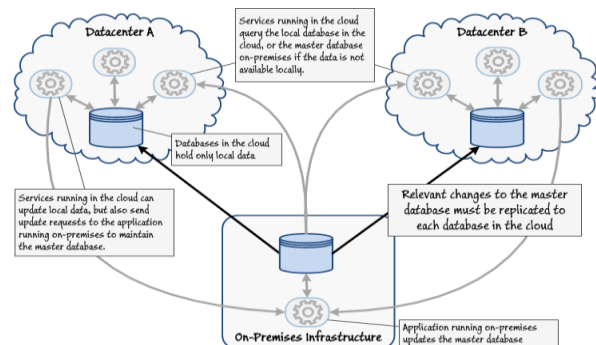 Datacenter A
Services running in the cloud
query the local database in the
cloud, or the master database
on-premises if the data is not
available locally.
Datacenter B
Databases in the cloud
hold only local data
Services running in the cloud can
update local data, but also send
update requests to the application
running on-premises to maintain
the master database.
Relevant changes to the master
database must be replicated to
each database in the cloud
On-Premises Infrastructure
Application running on-premises
updates the master database